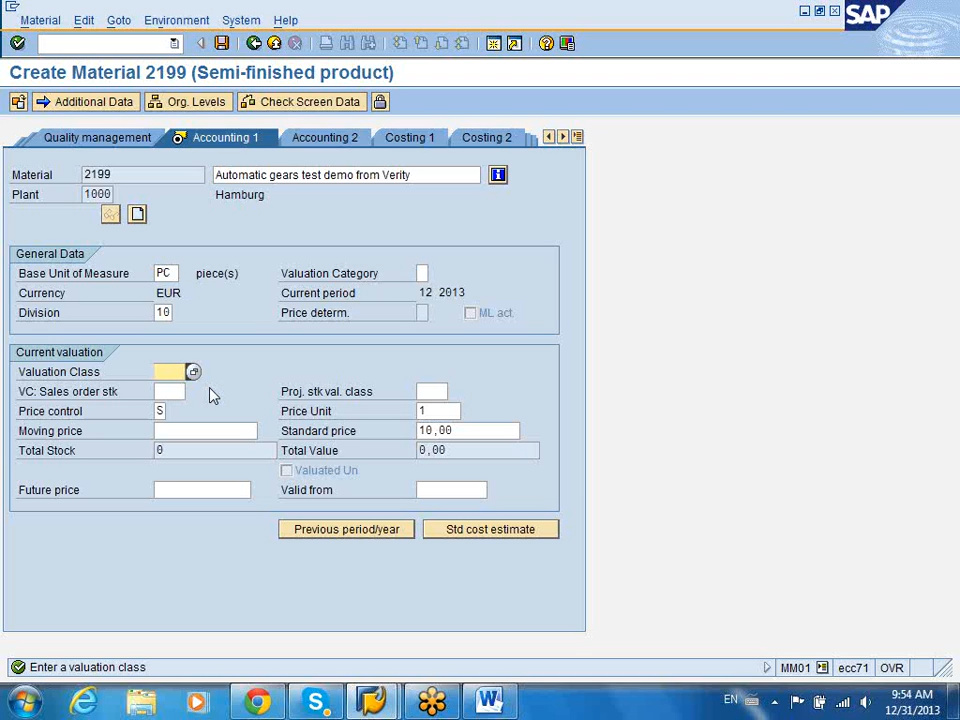 Material Edit Goto Environment System Help
SAP
Create Material 2199 (Semi-finished product)
Additional Data Org. Levels Check Screen Data
Quality management Accounting 1 Accounting 2 Costing 1 Costing 2
Material 2199 Automatic gears test demo from Verity
Plant 1000 Hamburg
General Data
Base Unit of Measure PC piece(s) Valuation Category
Currency EUR Current period 12 2013
Division 10 Price determ. ML act
Current valuation
Valuation Class
VC: Sales order stk Proj. stk val. class
Price control S Price Unit 1
Moving price Standard price 10,00
Total Stock 0 Total Value 0,00
Valuated Un
Future price Valid from
Previous period/year Std cost estimate
Enter a valuation class MM01 ecc71 OVR
EN 9:54 AM
12/31/2013